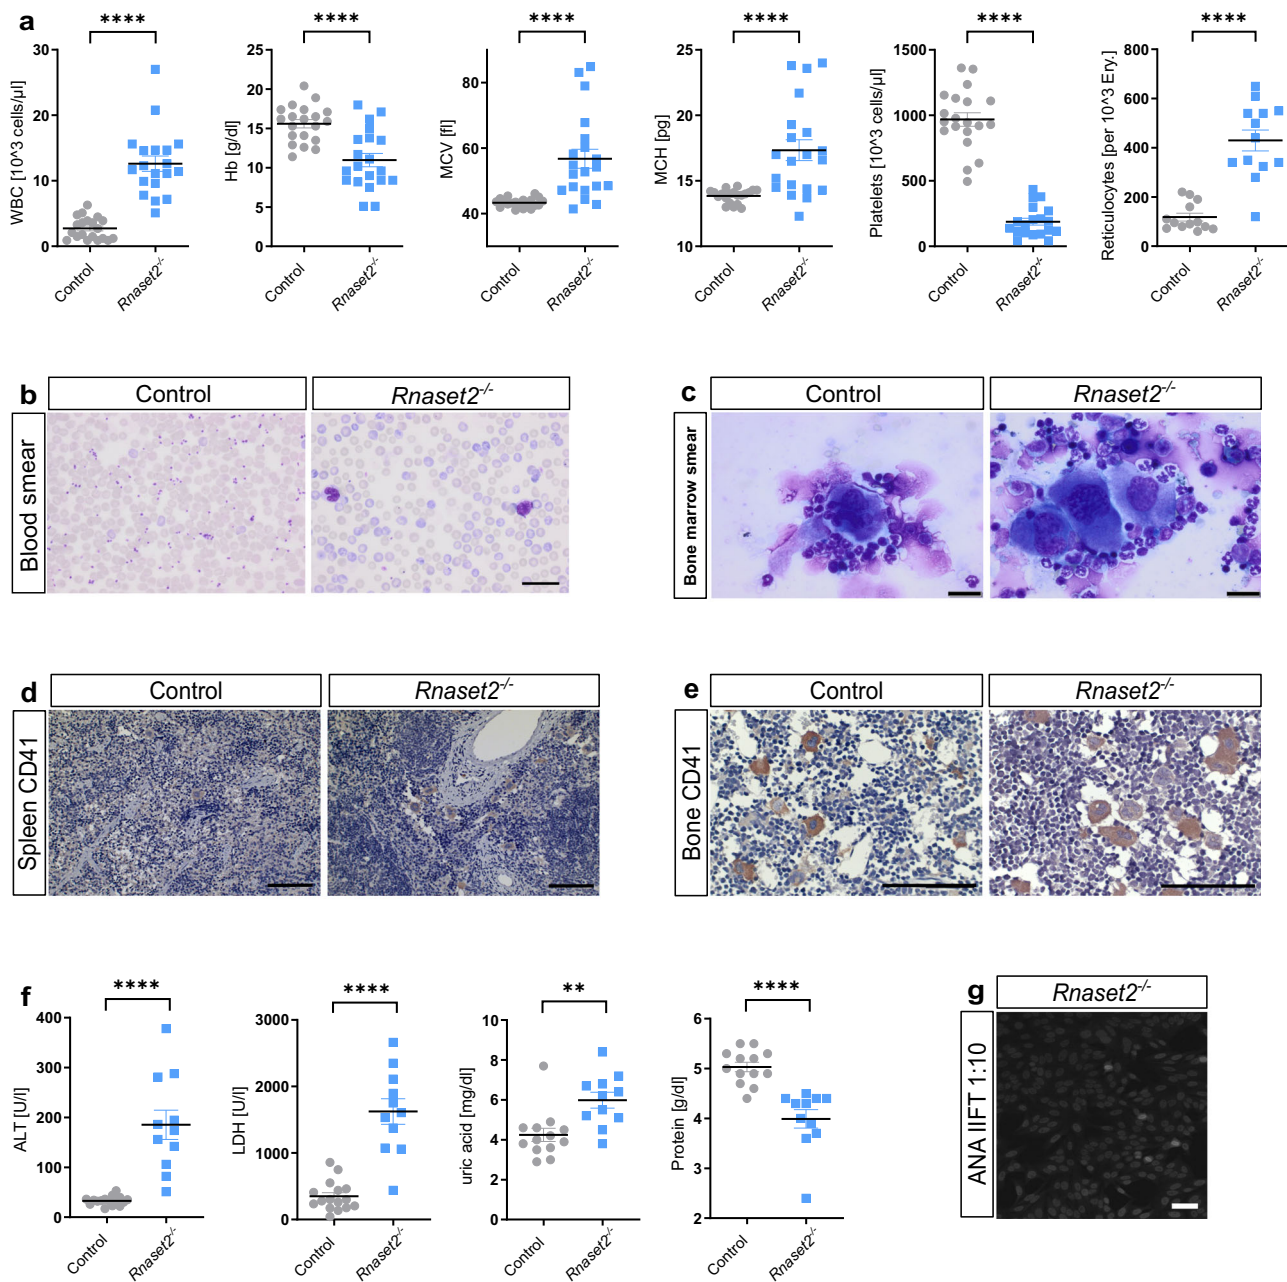 a
****
****
****
****
****
****
WBC [10^3 cells/µl]
30
20
10
0
Control
Rnaset2-/-
Hb [g/dl]
25
20
15
10
5
0
Control
Rnaset2-/-
MCV [fl]
80
60
40
Control
Rnaset2-/-
MCH [pg]
25
20
15
10
Control
Rnaset2-/-
Platelets [10^3 cells/µl]
1500
1000
500
0
Control
Rnaset2-/-
Reticulocytes [per 10^3 Ery.]
800
600
400
200
0
Control
Rnaset2-/-
b
Control
Rnaset2-/-
Blood smear
c
Control
Rnaset2-/-
Bone marrow smear
d
Control
Rnaset2-/-
Spleen CD41
e
Control
Rnaset2-/-
Bone CD41
f
****
****
**
****
ALT [U/l]
400
300
200
100
0
Control
Rnaset2-/-
LDH [U/l]
3000
2000
1000
0
Control
Rnaset2-/-
uric acid [mg/dl]
10
8
6
4
2
0
Control
Rnaset2-/-
Protein [g/dl]
6
5
4
3
2
Control
Rnaset2-/-
g
Rnaset2-/-
ANA IIFT 1:10